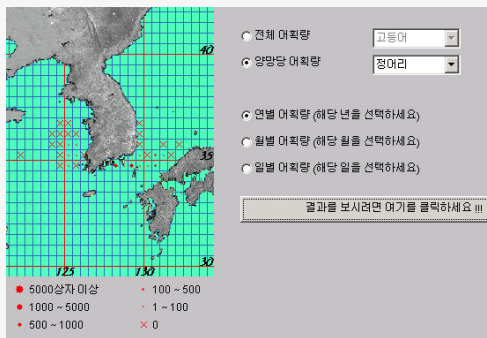 40
35
30
125
130
전체 어획량
고등어
양망당 어획량
정어리
연별 어획량 (해당 년을 선택하세요)
월별 어획량 (해당 월을 선택하세요)
일별 어획량 (해당 일을 선택하세요)
결과를 보시려면 여기를 클릭하세요 !!!
5000상자 이상
100 ~ 500
1000 ~ 5000
1 ~ 100
500 ~ 1000
0